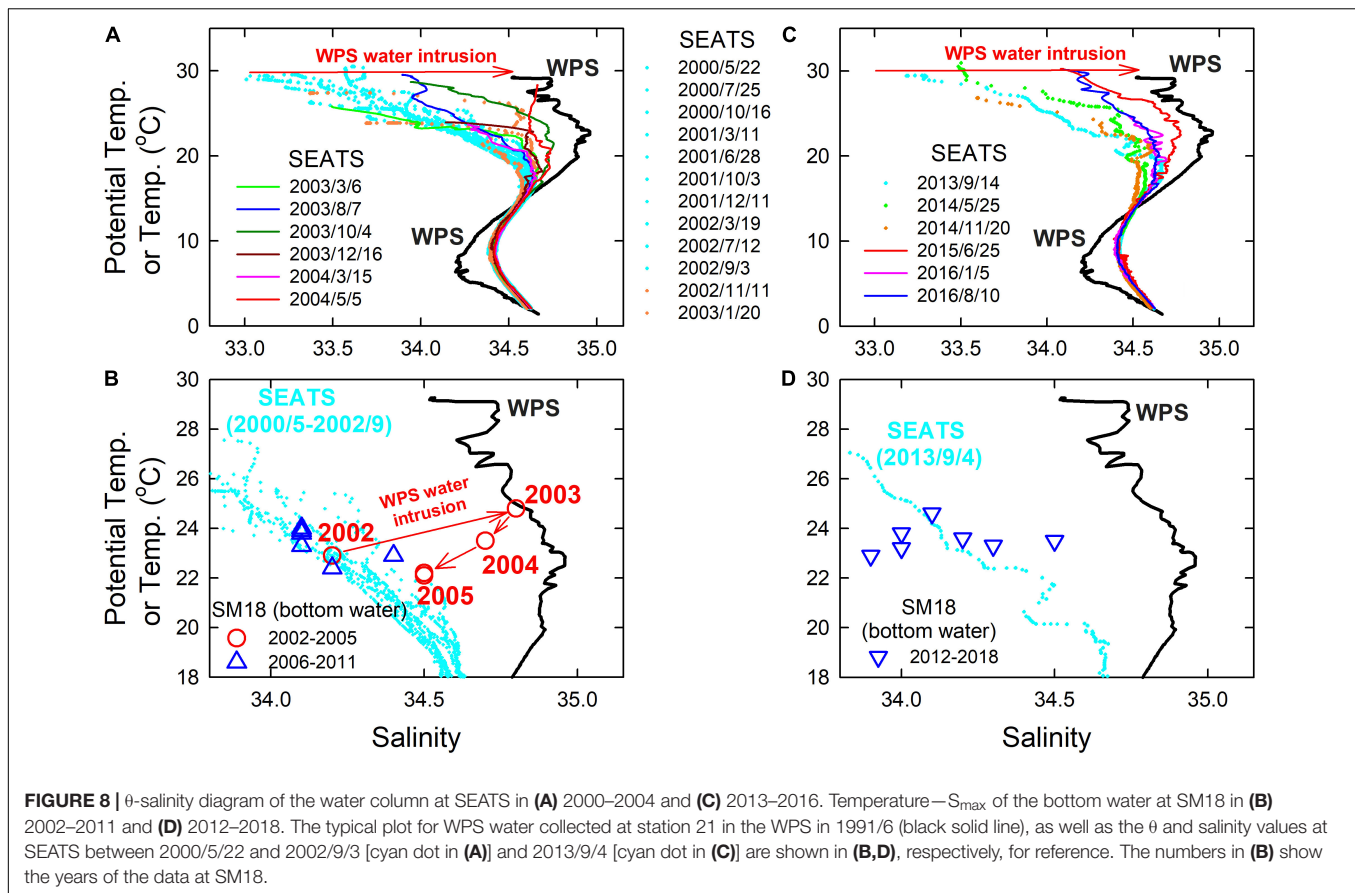 A
WPS water intrusion
WPS
30
20
10
0
Potential Temp.
or Temp. (°C)
SEATS
2003/3/6
2003/8/7
2003/10/4
2003/12/16
2004/3/15
2004/5/5
WPS
33.0 33.5 34.0 34.5 35.0
SEATS
2000/5/22
2000/7/25
2000/10/16
2001/3/11
2001/6/28
2001/10/3
2001/12/11
2002/3/19
2002/7/12
2002/9/3
2002/11/11
2003/1/20
C
WPS water intrusion
WPS
30
20
10
0
SEATS
2013/9/14
2014/5/25
2014/11/20
2015/6/25
2016/1/5
2016/8/10
WPS
33.0 33.5 34.0 34.5 35.0
B
30
28
26
24
22
20
18
Potential Temp.
or Temp. (°C)
SEATS
(2000/5-2002/9)
WPS
WPS water
intrusion
2002
2003
2004
2005
SM18 (bottom water)
2002-2005
2006-2011
34.0 34.5 35.0
Salinity
D
30
28
26
24
22
20
18
WPS
SEATS
(2013/9/4)
SM18
(bottom water)
2012-2018
34.0 34.5 35.0
Salinity
FIGURE 8 | θ-salinity diagram of the water column at SEATS in (A) 2000–2004 and (C) 2013–2016. Temperature—Smax of the bottom water at SM18 in (B)
2002–2011 and (D) 2012–2018. The typical plot for WPS water collected at station 21 in the WPS in 1991/6 (black solid line), as well as the θ and salinity values at
SEATS between 2000/5/22 and 2002/9/3 [cyan dot in (A)] and 2013/9/4 [cyan dot in (C)] are shown in (B,D), respectively, for reference. The numbers in (B) show
the years of the data at SM18.